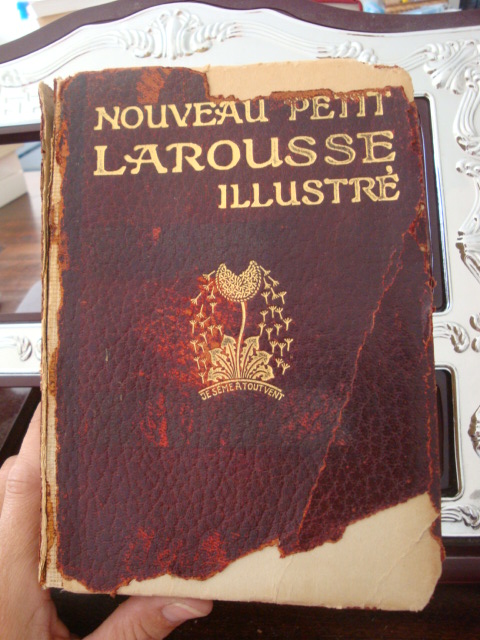 NOUVEAU PETIT
LAROUSSE
ILLUSTRÉ
JE SÈME A TOUT VENT